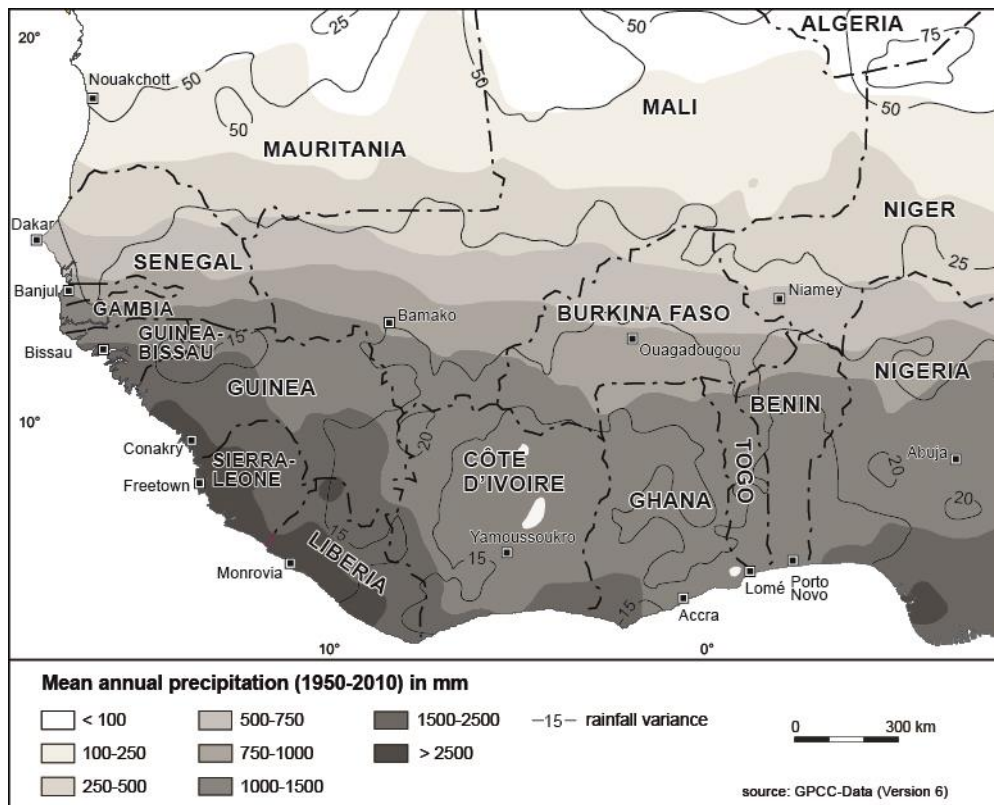 20°
25
50
ALGERIA
75
Nouakchott
50
50
50
50
MALI
MAURITANIA
NIGER
Dakar
25
SENEGAL
Banjul
Niamey
GAMBIA
Bamako
BURKINA FASO
GUINEA-
BISSAU
15
Bissau
Ouagadougou
NIGERIA
GUINEA
BENIN
10°
20
Conakry
SIERRA-
LEONE
CÔTE
D'IVOIRE
TOGO
20
Abuja
Freetown
GHANA
20
15
LIBERIA
15
Yamoussoukro
Monrovia
Lomé
Porto
Novo
15
Accra
10°
0°
Mean annual precipitation (1950-2010) in mm
< 100
500-750
1500-2500
–15– rainfall variance
0
300 km
100-250
750-1000
> 2500
250-500
1000-1500
source: GPCC-Data (Version 6)